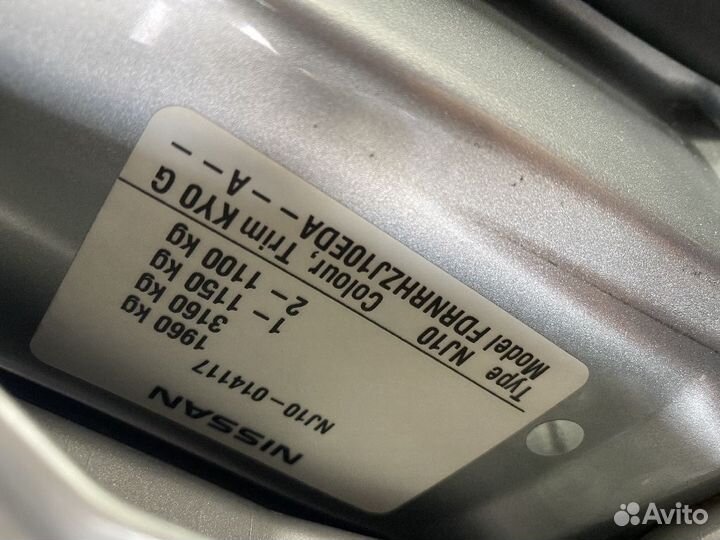 NISSAN
NJ10-014117
1960 kg
3160 kg
1 - 1150 kg
2 - 1100 kg
Type NJ10 Colour, Trim KY0 G
Model FDRNRHZJ10EDA - - A - -
Avito